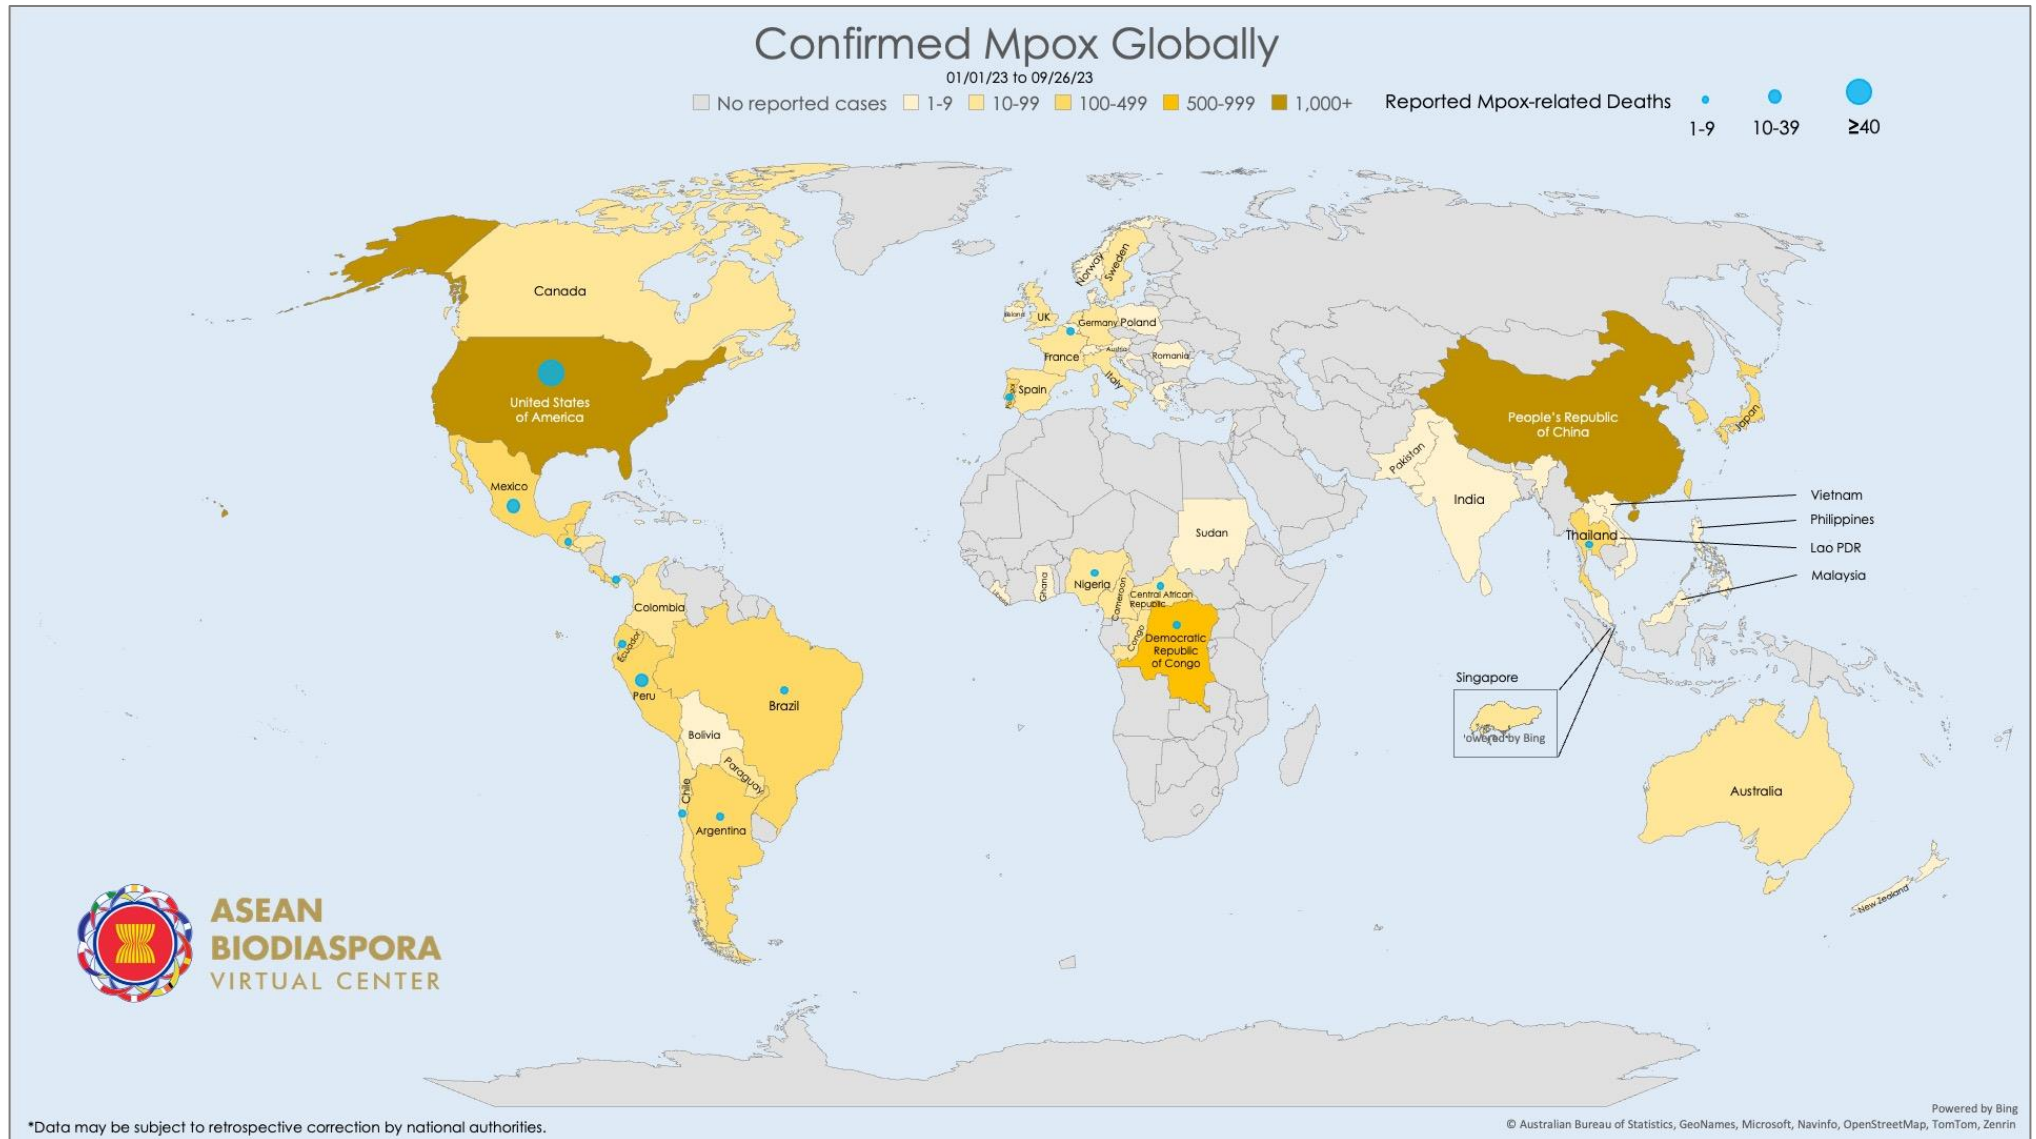 Confirmed Mpox Globally
01/01/23 to 09/26/23
No reported cases 1-9 10-99 100-499 500-999 1,000+
Reported Mpox-related Deaths
1-9 10-39 ≥40
Canada
United States
of America
Mexico
Colombia
Ecuador
Peru
Brazil
Bolivia
Paraguay
Chile
Argentina
Norway
Sweden
UK
Germany
Poland
France
Austria
Romania
Spain
Italy
Sudan
Ghana
Nigeria
Cameroon
Central African
Republic
Congo
Democratic
Republic
of Congo
People's Republic
of China
Japan
Pakistan
India
Thailand
Vietnam
Philippines
Lao PDR
Malaysia
Singapore
owered by Bing
Australia
New Zealand
ASEAN
BIODIASPORA
VIRTUAL CENTER
*Data may be subject to retrospective correction by national authorities.
Powered by Bing
© Australian Bureau of Statistics, GeoNames, Microsoft, Navinfo, OpenStreetMap, TomTom, Zenrin